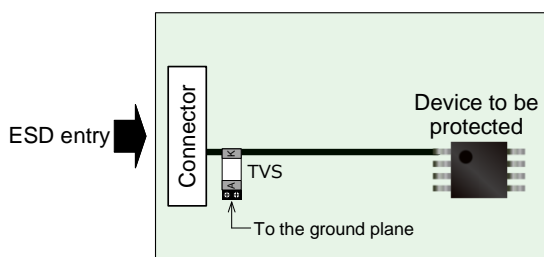 ESD entry
Connector
K
A
TVS
To the ground plane
Device to be
protected